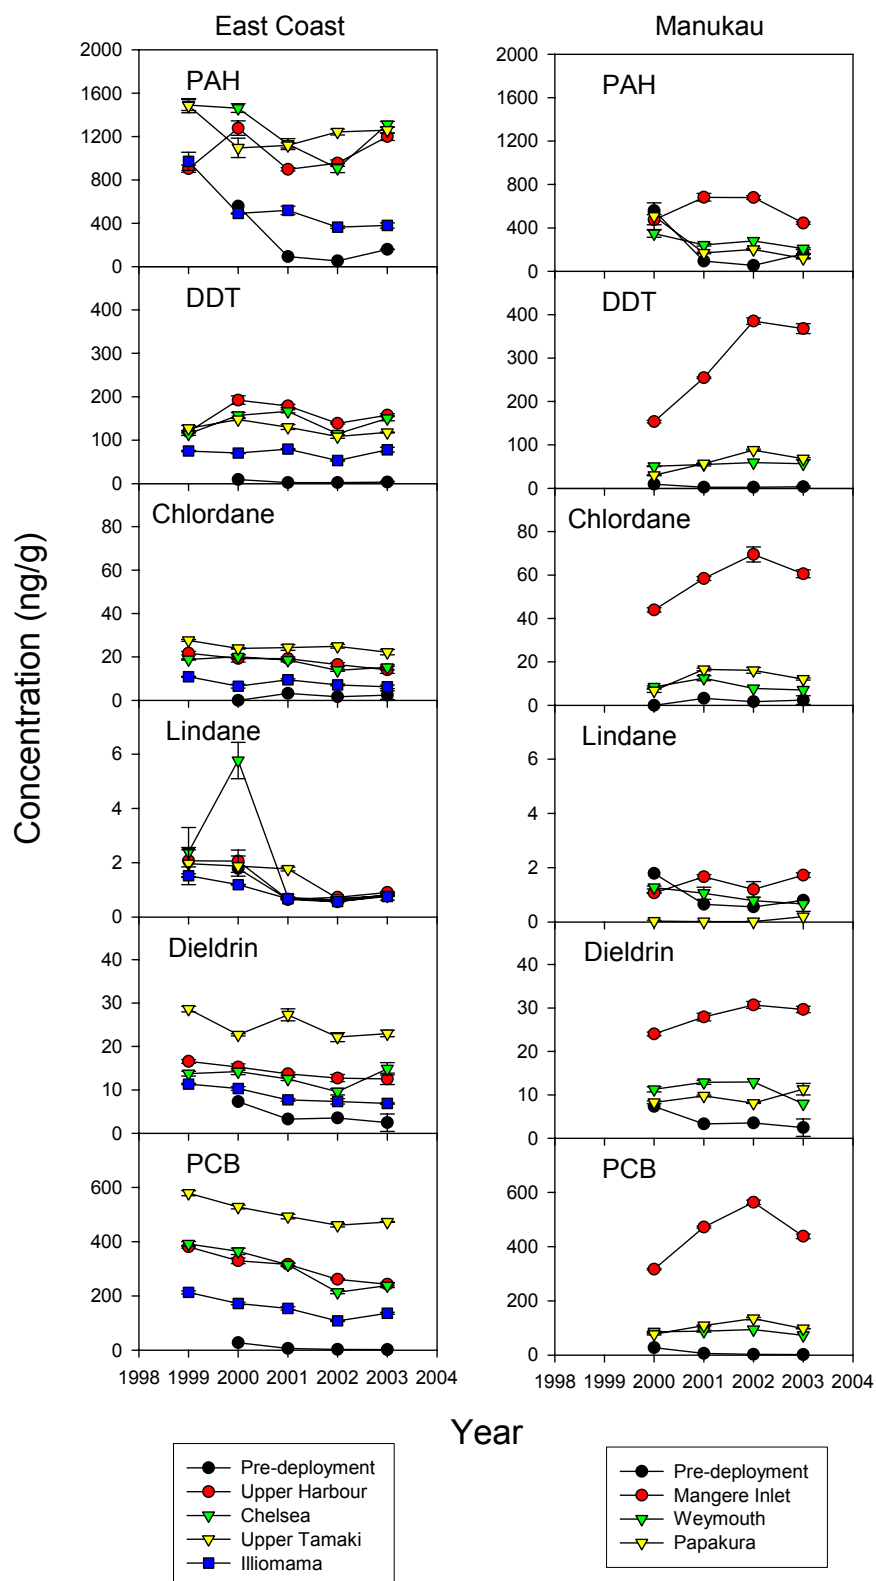 East Coast
Manukau
Concentration (ng/g)
PAH
2000
1600
1200
800
400
0
DDT
400
300
200
100
0
Chlordane
80
60
40
20
0
Lindane
6
4
2
0
Dieldrin
40
30
20
10
0
PCB
600
400
200
0
1998 1999 2000 2001 2002 2003 2004
PAH
2000
1600
1200
800
400
0
DDT
400
300
200
100
0
Chlordane
80
60
40
20
0
Lindane
6
4
2
0
Dieldrin
40
30
20
10
0
PCB
600
400
200
0
1998 1999 2000 2001 2002 2003 2004
Year
Pre-deployment
Upper Harbour
Chelsea
Upper Tamaki
Illiomama
Pre-deployment
Mangere Inlet
Weymouth
Papakura